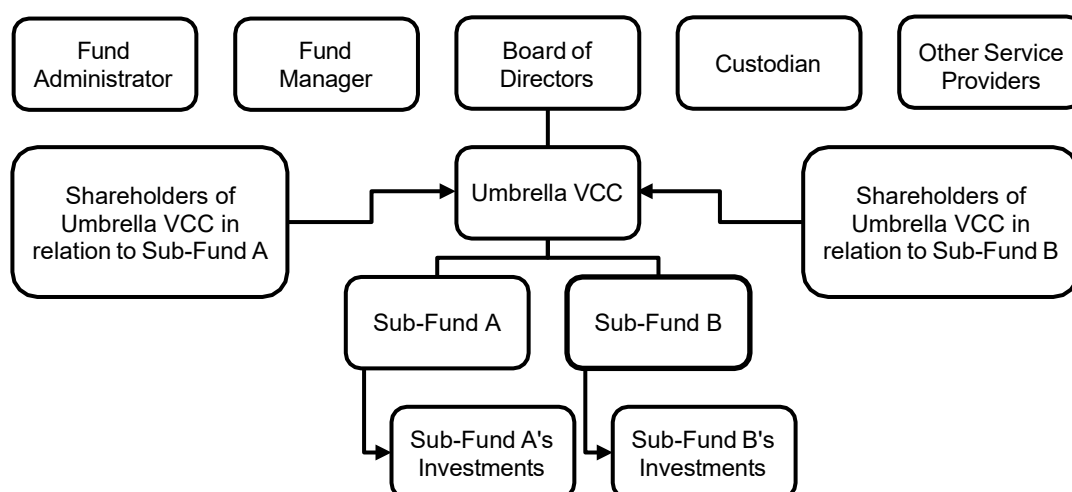 Fund
Administrator
Fund
Manager
Board of
Directors
Custodian
Other Service
Providers
Shareholders of
Umbrella VCC in
relation to Sub-Fund A
Umbrella VCC
Shareholders of
Umbrella VCC in
relation to Sub-Fund B
Sub-Fund A
Sub-Fund B
Sub-Fund A's
Investments
Sub-Fund B's
Investments